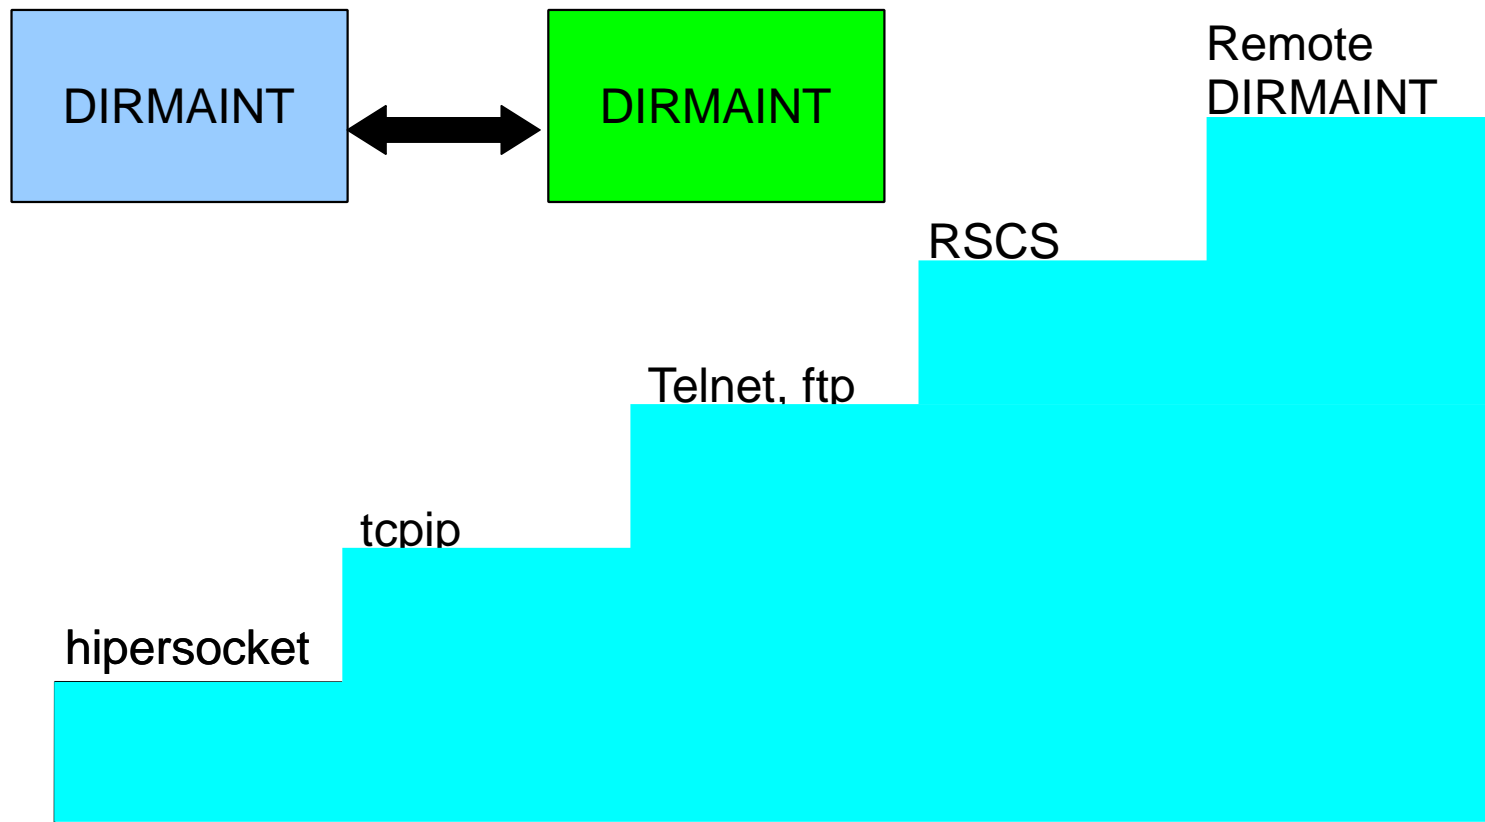 DIRMAINT
DIRMAINT
Remote
DIRMAINT
RSCS
Telnet, ftp
tcpip
hipersocket